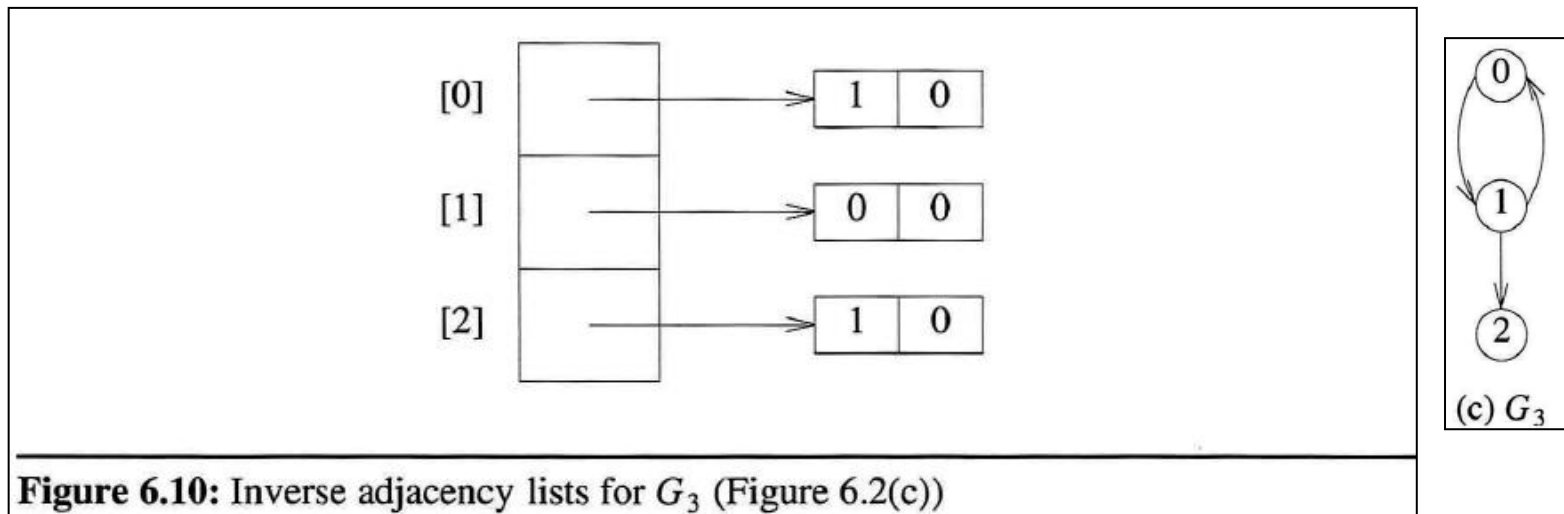 [0] 1 0
[1] 0 0
[2] 1 0
Figure 6.10: Inverse adjacency lists for G₃ (Figure 6.2(c))
0
1
2
(c) G₃